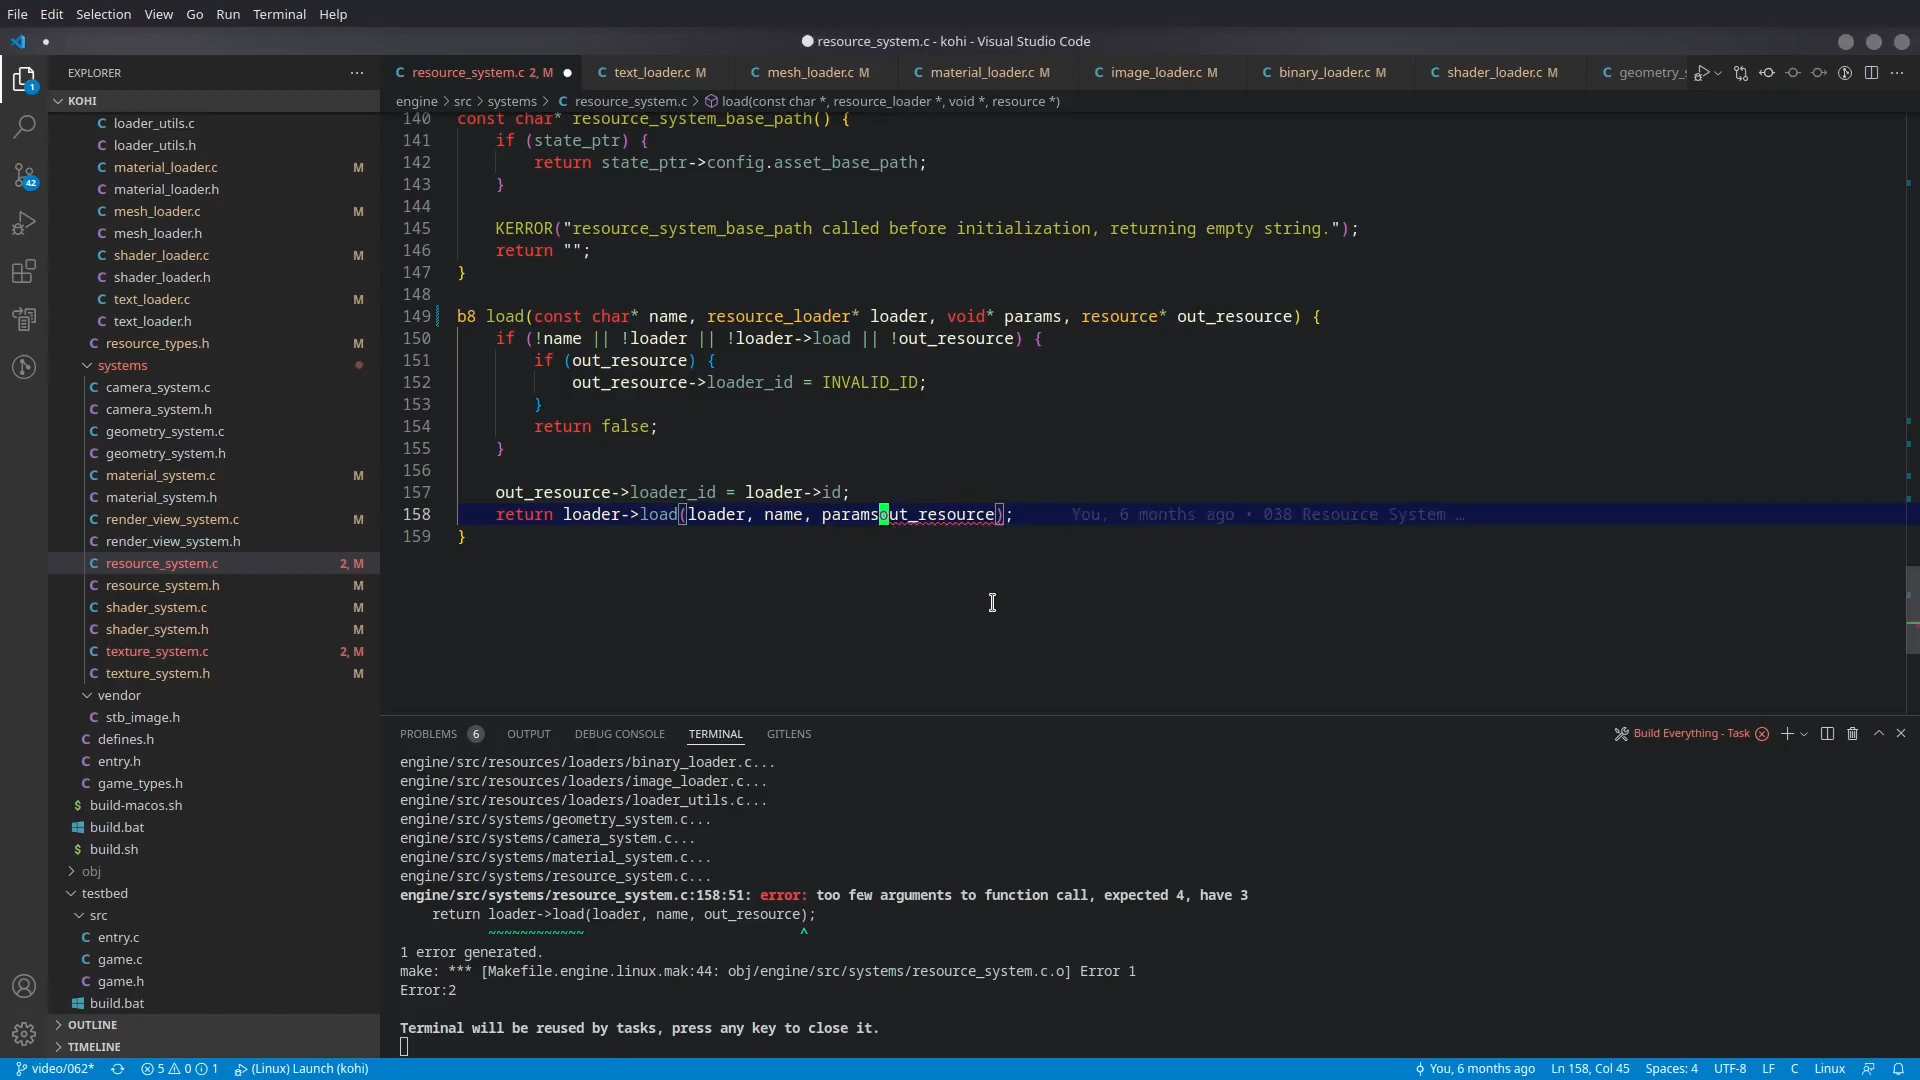 File Edit Selection View Go Run Terminal Help
resource_system.c - kohi - Visual Studio Code
EXPLORER
resource_system.c 2, M
text_loader.c M
mesh_loader.c M
material_loader.c M
image_loader.c M
binary_loader.c M
shader_loader.c M
KOHI
engine > src > systems > C resource_system.c > load(const char *, resource_loader *, void *, resource *)
loader_utils.c
loader_utils.h
material_loader.c M
material_loader.h
mesh_loader.c M
mesh_loader.h
shader_loader.c M
shader_loader.h
text_loader.c M
text_loader.h
resource_types.h M
systems
camera_system.c
camera_system.h
geometry_system.c
geometry_system.h
material_system.c M
material_system.h
render_view_system.c M
render_view_system.h
resource_system.c 2, M
resource_system.h M
shader_system.c M
shader_system.h M
texture_system.c 2, M
texture_system.h M
vendor
stb_image.h
defines.h
entry.h
game_types.h
build-macos.sh
build.bat
build.sh
obj
testbed
src
entry.c
game.c
game.h
build.bat
OUTLINE
TIMELINE
1
42
140 const char* resource_system_base_path() {
141 if (state_ptr) {
142 return state_ptr->config.asset_base_path;
143 }
144
145 KERROR("resource_system_base_path called before initialization, returning empty string.");
146 return "";
147 }
148
149 b8 load(const char* name, resource_loader* loader, void* params, resource* out_resource) {
150 if (!name || !loader || !loader->load || !out_resource) {
151 if (out_resource) {
152 out_resource->loader_id = INVALID_ID;
153 }
154 return false;
155 }
156
157 out_resource->loader_id = loader->id;
158 return loader->load(loader, name, paramsout_resource); You, 6 months ago • 038 Resource System …
159 }
PROBLEMS 6 OUTPUT DEBUG CONSOLE TERMINAL GITLENS
Build Everything - Task
engine/src/resources/loaders/binary_loader.c...
engine/src/resources/loaders/image_loader.c...
engine/src/resources/loaders/loader_utils.c...
engine/src/systems/geometry_system.c...
engine/src/systems/camera_system.c...
engine/src/systems/material_system.c...
engine/src/systems/resource_system.c...
engine/src/systems/resource_system.c:158:51: error: too few arguments to function call, expected 4, have 3
return loader->load(loader, name, out_resource);
~~~~~~~~~~~~ ^
1 error generated.
make: *** [Makefile.engine.linux.mak:44: obj/engine/src/systems/resource_system.c.o] Error 1
Error:2
Terminal will be reused by tasks, press any key to close it.
video/062* 5 0 1 (Linux) Launch (kohi) You, 6 months ago Ln 158, Col 45 Spaces: 4 UTF-8 LF C Linux